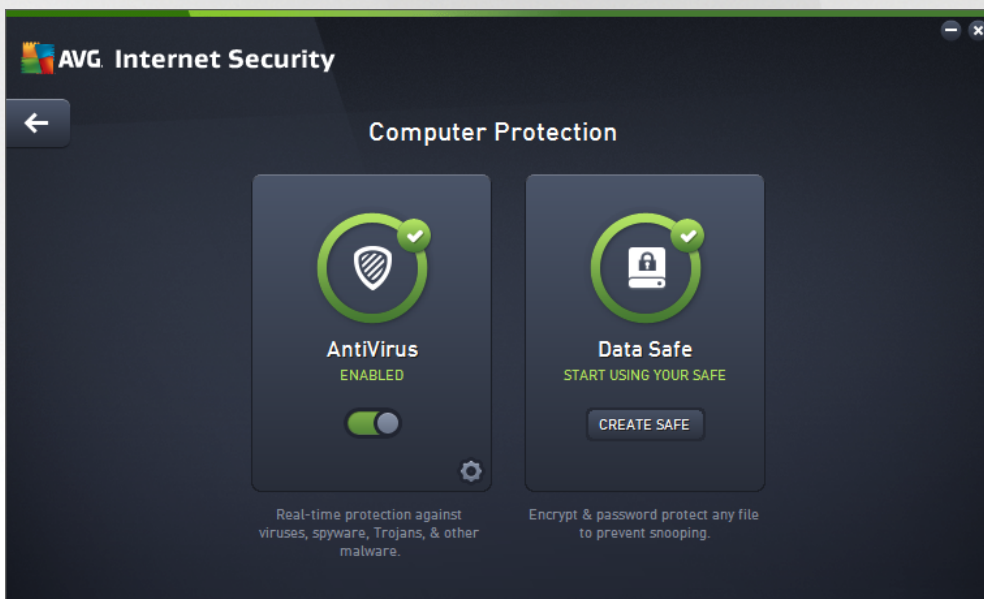 AVG Internet Security
Computer Protection
AntiVirus
ENABLED
Real-time protection against
viruses, spyware, Trojans, & other
malware.
Data Safe
START USING YOUR SAFE
CREATE SAFE
Encrypt & password protect any file
to prevent snooping.